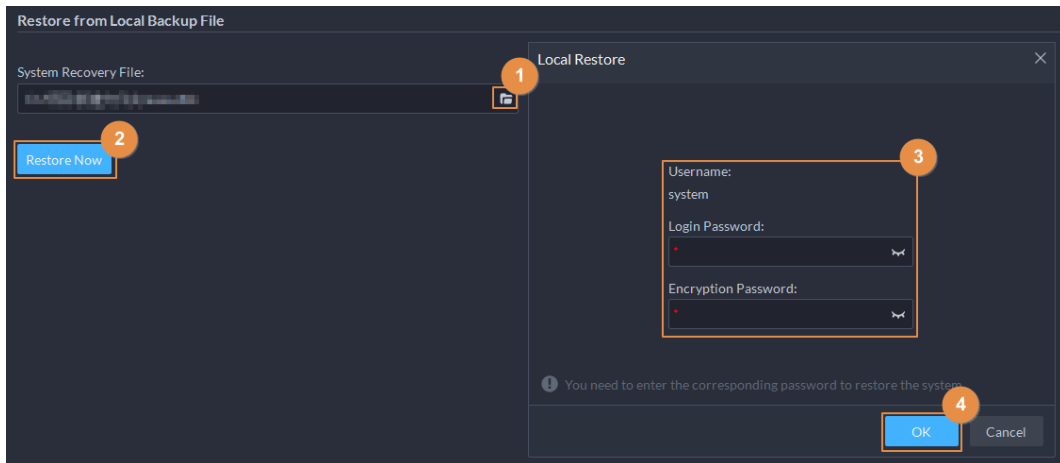 Restore from Local Backup File
System Recovery File:
1
2
Restore Now
Local Restore
3
Username:
system
Login Password:
*
Encryption Password:
*
You need to enter the corresponding password to restore the system.
4
OK
Cancel